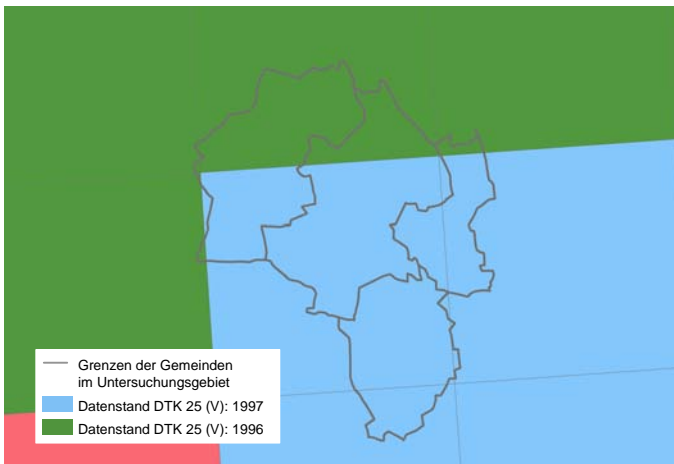 Grenzen der Gemeinden
im Untersuchungsgebiet
Datenstand DTK 25 (V): 1997
Datenstand DTK 25 (V): 1996